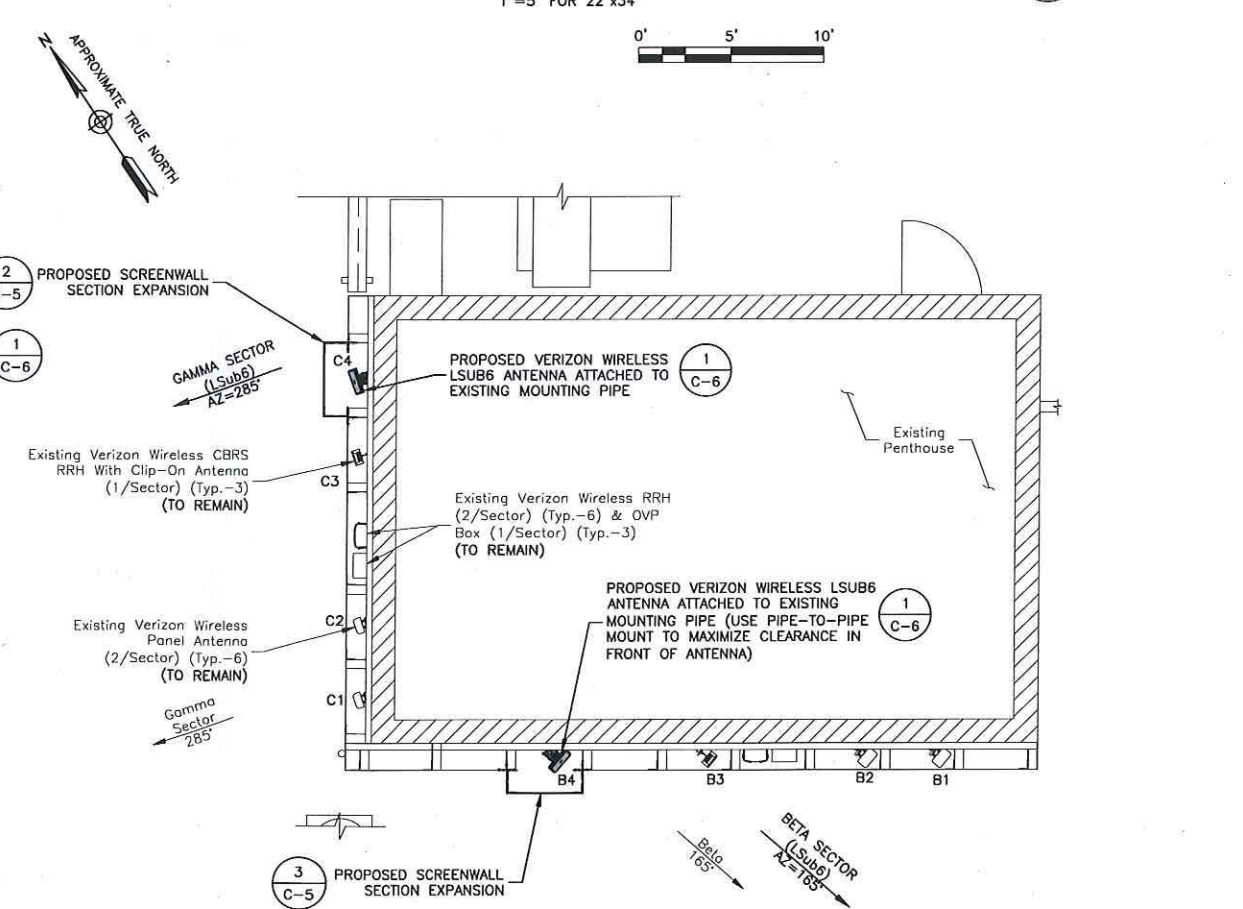 1"=5' FOR 22"x34"
0' 5' 10'
N
APPROXIMATE TRUE NORTH
2
-5
PROPOSED SCREENWALL
SECTION EXPANSION
1
C-6
GAMMA SECTOR
(LSub6)
AZ=285°
C4
PROPOSED VERIZON WIRELESS
LSUB6 ANTENNA ATTACHED TO
EXISTING MOUNTING PIPE
1
C-6
Existing
Penthouse
Existing Verizon Wireless CBRS
RRH With Clip-On Antenna
(1/Sector) (Typ.-3)
(TO REMAIN)
C3
Existing Verizon Wireless RRH
(2/Sector) (Typ.-6) & OVP
Box (1/Sector) (Typ.-3)
(TO REMAIN)
PROPOSED VERIZON WIRELESS LSUB6
ANTENNA ATTACHED TO EXISTING
MOUNTING PIPE (USE PIPE-TO-PIPE
MOUNT TO MAXIMIZE CLEARANCE IN
FRONT OF ANTENNA)
1
C-6
Existing Verizon Wireless
Panel Antenna
(2/Sector) (Typ.-6)
(TO REMAIN)
C2
C1
Gamma
Sector
285°
B4
B3
B2
B1
3
C-5
PROPOSED SCREENWALL
SECTION EXPANSION
Beta
165°
BETA SECTOR
(LSub6)
AZ=165°